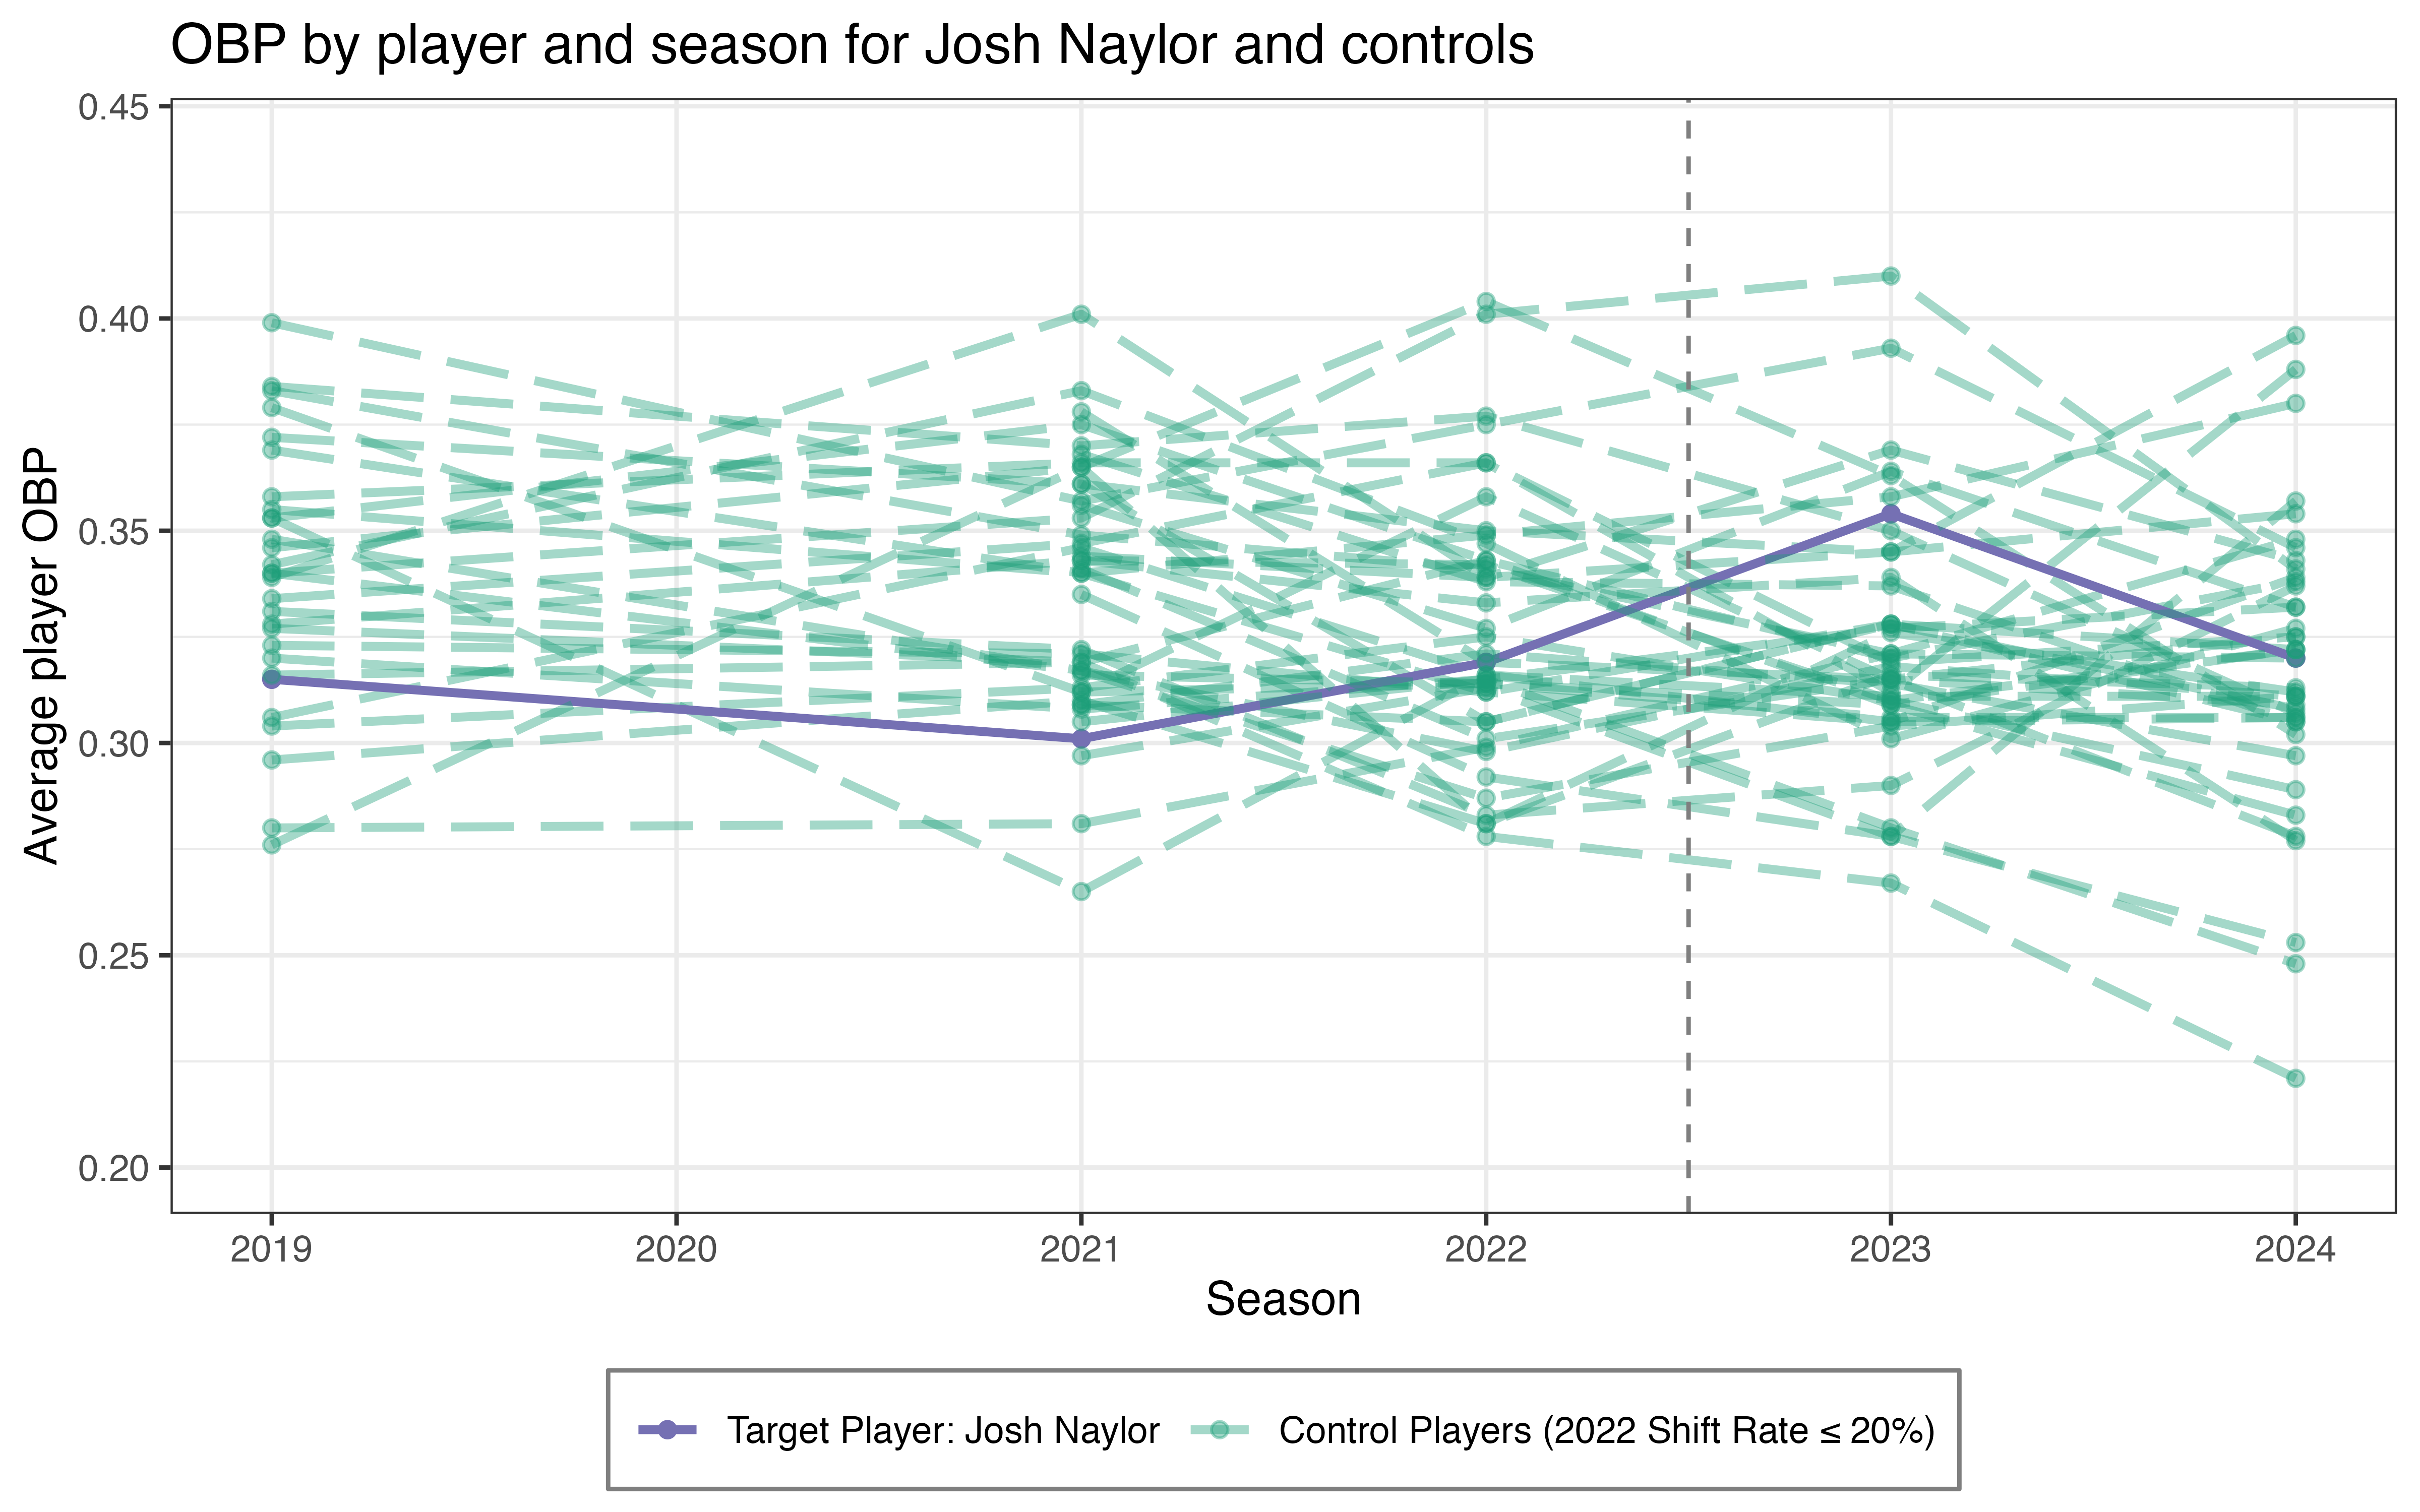 OBP by player and season for Josh Naylor and controls
Average player OBP
0.45
0.40
0.35
0.30
0.25
0.20
2019 2020 2021 2022 2023 2024
Season
Target Player: Josh Naylor Control Players (2022 Shift Rate ≤ 20%)